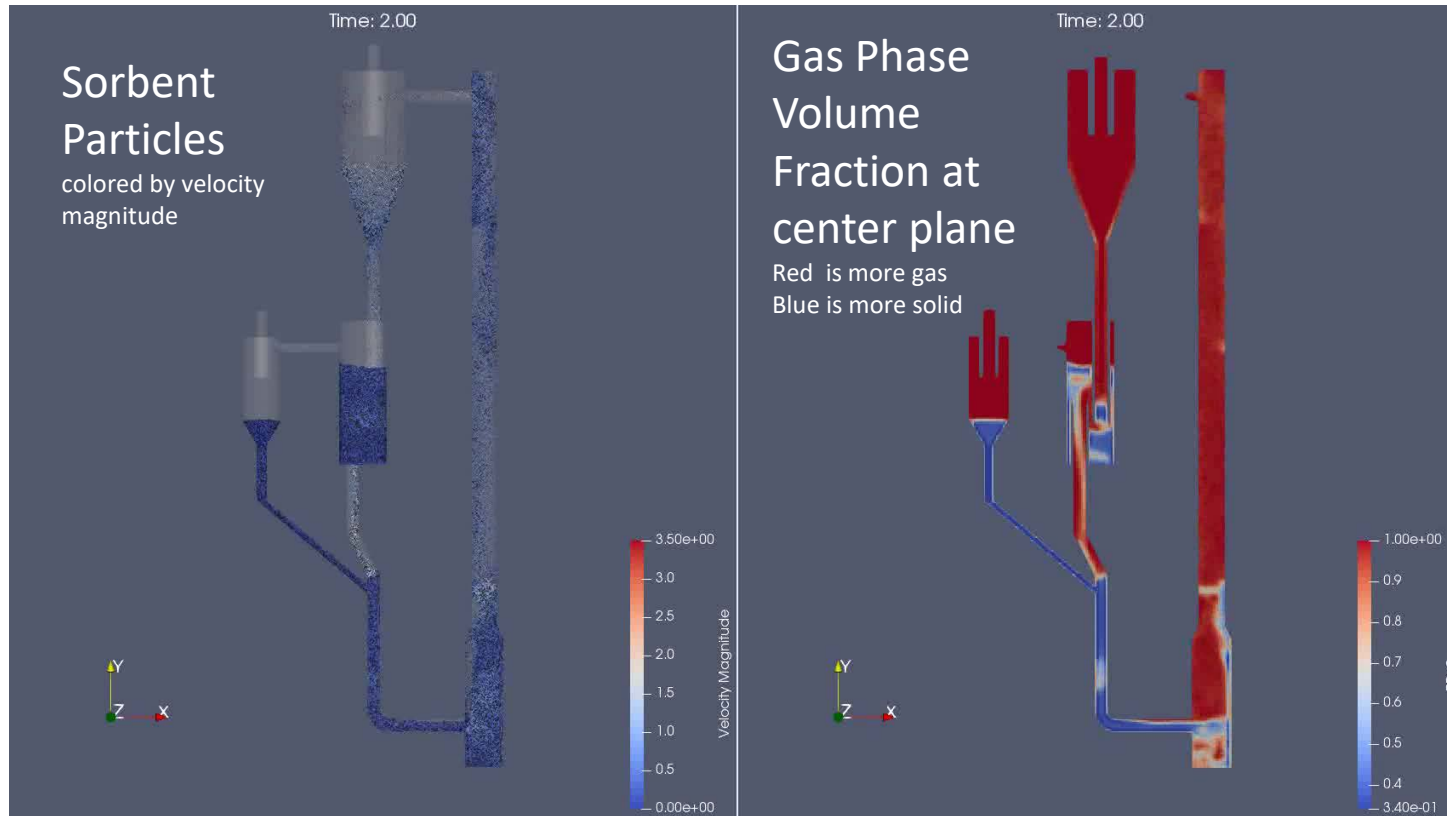 Time: 2.00
Sorbent
Particles
colored by velocity
magnitude
3.50e+00
3.0
2.5
2.0
1.5
1.0
0.5
0.00e+00
Velocity Magnitude
Y
Z
X
Time: 2.00
Gas Phase
Volume
Fraction at
center plane
Red is more gas
Blue is more solid
1.00e+00
0.9
0.8
0.7
0.6
0.5
0.4
3.40e-01
Y
Z
X